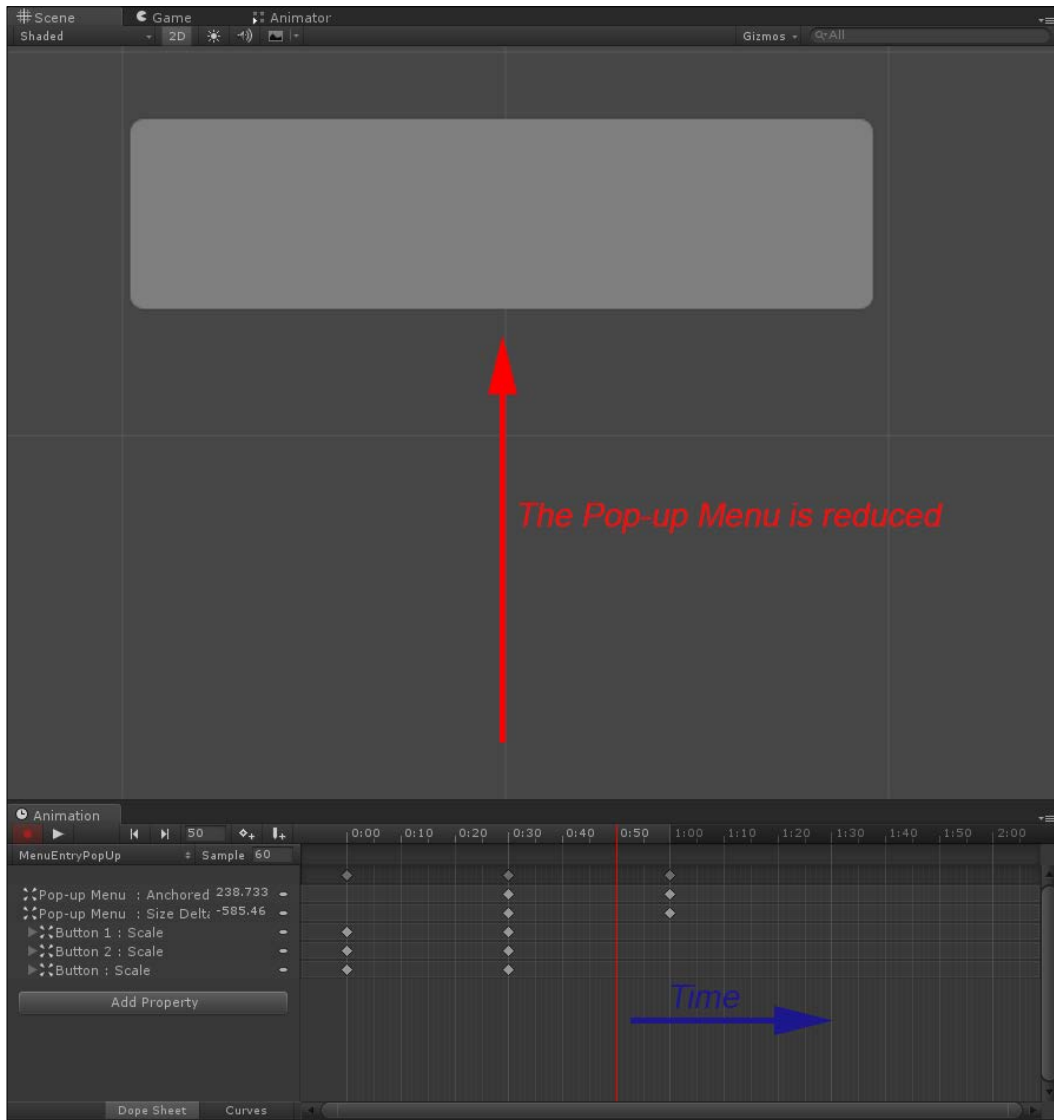 Scene Game Animator
Shaded 2D Gizmos All
The Pop-up Menu is reduced
Animation
50 0:00 0:10 0:20 0:30 0:40 0:50 1:00 1:10 1:20 1:30 1:40 1:50 2:00
MenuEntryPopUp Sample 60
Pop-up Menu : Anchored 238.733
Pop-up Menu : Size Delta -585.46
Button 1 : Scale
Button 2 : Scale
Button : Scale
Add Property
Time
Dope Sheet Curves